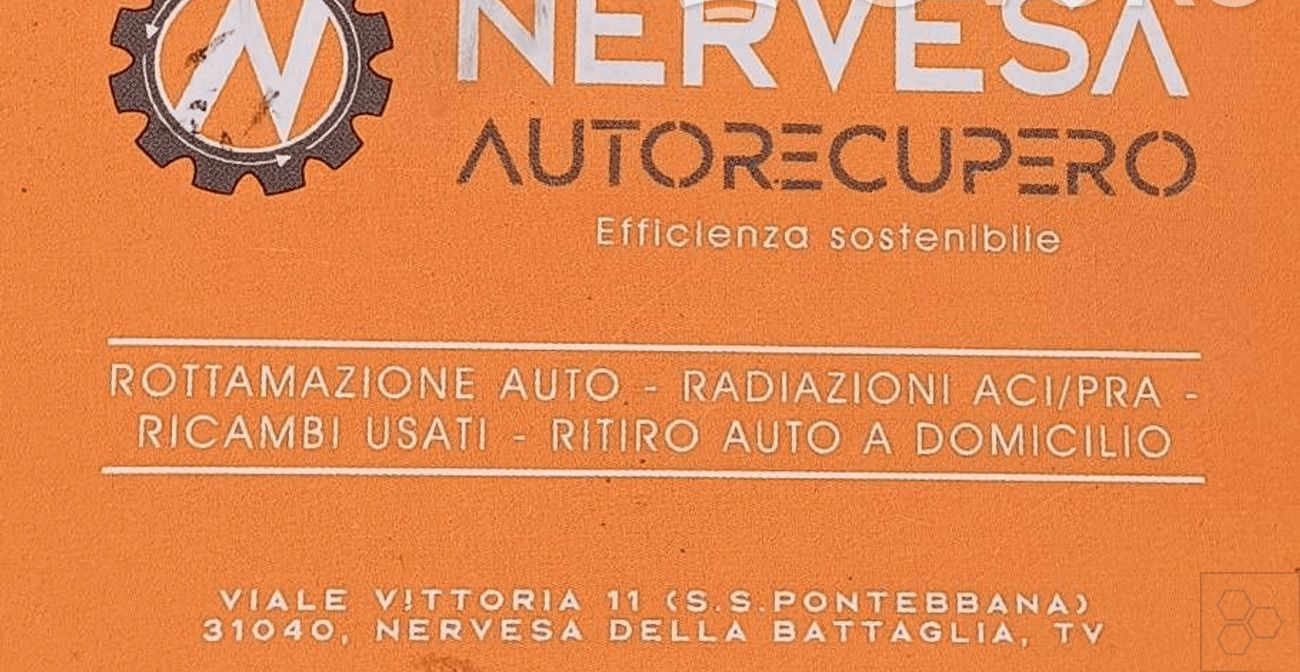 NERVESA
AUTORECUPERO
Efficienza sostenibile
ROTTAMAZIONE AUTO - RADIAZIONI ACI/PRA -
RICAMBI USATI - RITIRO AUTO A DOMICILIO
VIALE VITTORIA 11 (S.S.PONTEBBANA)
31040, NERVESA DELLA BATTAGLIA, TV